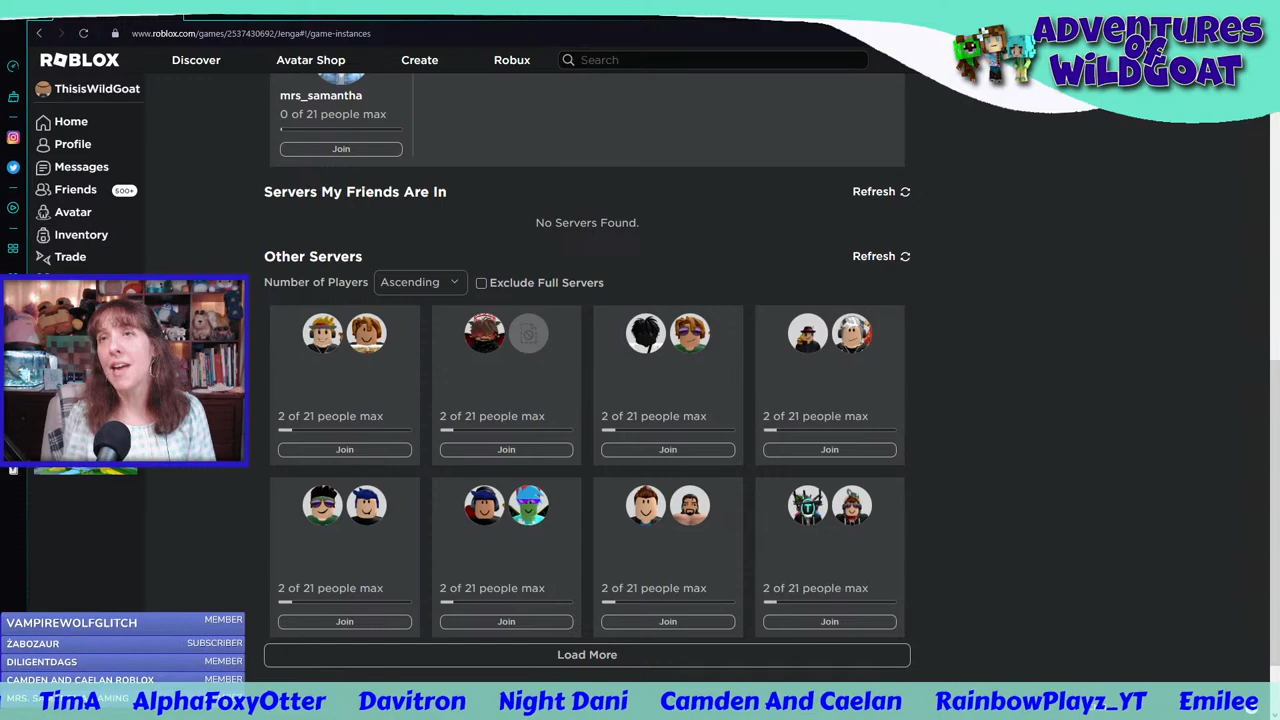 www.roblox.com/games/2537430692/Jenga#!/game-instances
ADVENTURES
OF
WILDGOAT
ROBLOX
Discover
Avatar Shop
Create
Robux
Search
ThisisWildGoat
Home
Profile
Messages
Friends
500+
Avatar
Inventory
Trade
mrs_samantha
0 of 21 people max
Join
Servers My Friends Are In
Refresh
No Servers Found.
Other Servers
Refresh
Number of Players
Ascending
Exclude Full Servers
2 of 21 people max
2 of 21 people max
2 of 21 people max
2 of 21 people max
Join
Join
Join
Join
2 of 21 people max
2 of 21 people max
2 of 21 people max
2 of 21 people max
Join
Join
Join
Join
Load More
VAMPIREWOLFGLITCH MEMBER
ŻABOZAUR SUBSCRIBER
DILIGENTDAGS MEMBER
CAMDEN AND CAELAN ROBLOX MEMBER
TimA AlphaFoxyOtter Davitron Night Dani Camden And Caelan RainbowPlayz_YT Emilee